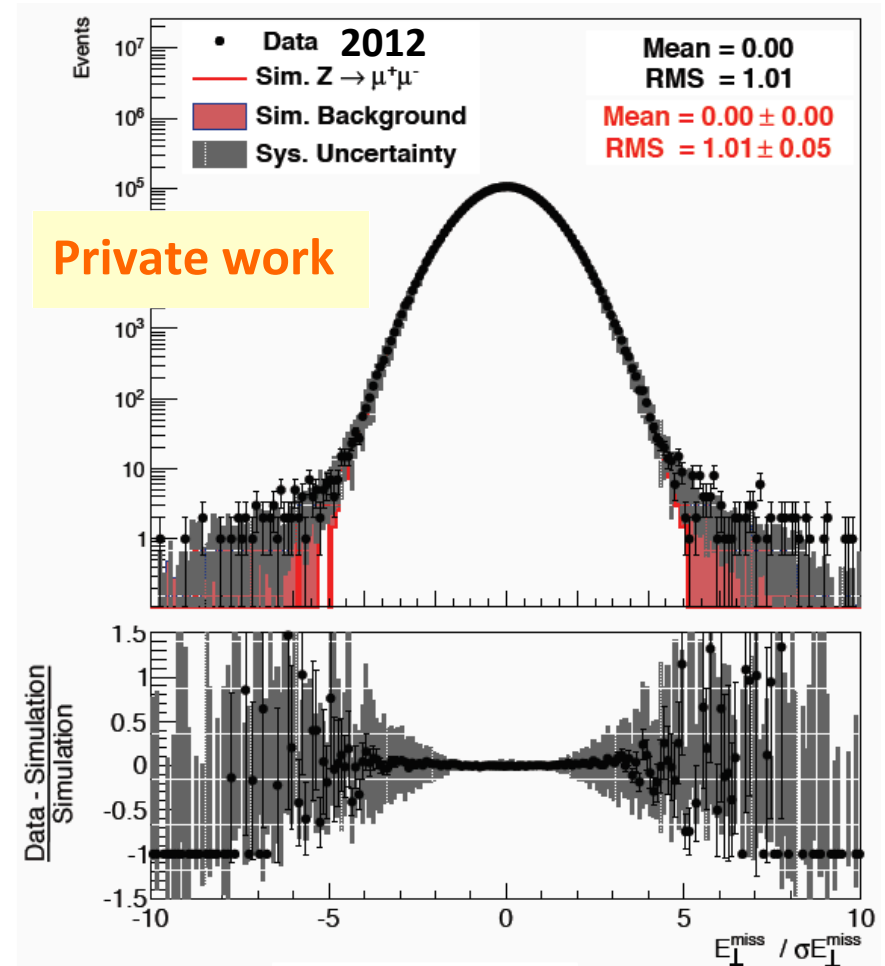 Events
10⁷
10⁶
10⁵
10³
10²
10
1
Data 2012
Sim. Z → μ⁺μ⁻
Sim. Background
Sys. Uncertainty
Mean = 0.00
RMS = 1.01
Mean = 0.00 ± 0.00
RMS = 1.01 ± 0.05
Private work
Data - Simulation
Simulation
1.5
1
0.5
0
-0.5
-1
-1.5
-10 -5 0 5 10
E⊥^miss / σE⊥^miss